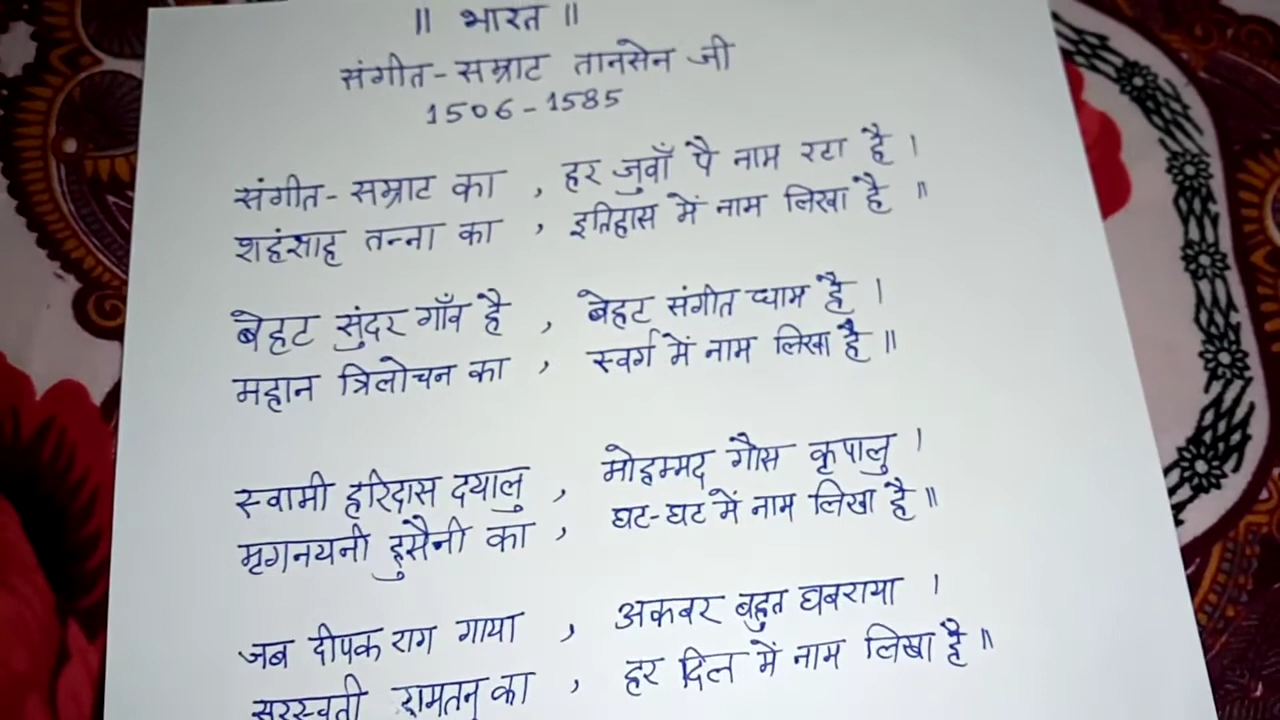 ॥ भारत ॥
संगीत-सम्राट तानसेन जी
1506-1585
संगीत-सम्राट का , हर जुवाँ पै नाम रटा है ।
शहंसाह तन्ना का , इतिहास में नाम लिखा है ॥
बेहट सुंदर गाँव है , बेहट संगीत धाम है ।
महान त्रिलोचन का , स्वर्ग में नाम लिखा है ॥
स्वामी हरिदास दयालु , मोहम्मद गौस कृपालु ।
मृगनयनी हुसैनी का , घट-घट में नाम लिखा है ॥
जब दीपक राग गाया , अकबर बहुत घबराया ।
सरस्वती रामतनु का , हर दिल में नाम लिखा है ॥